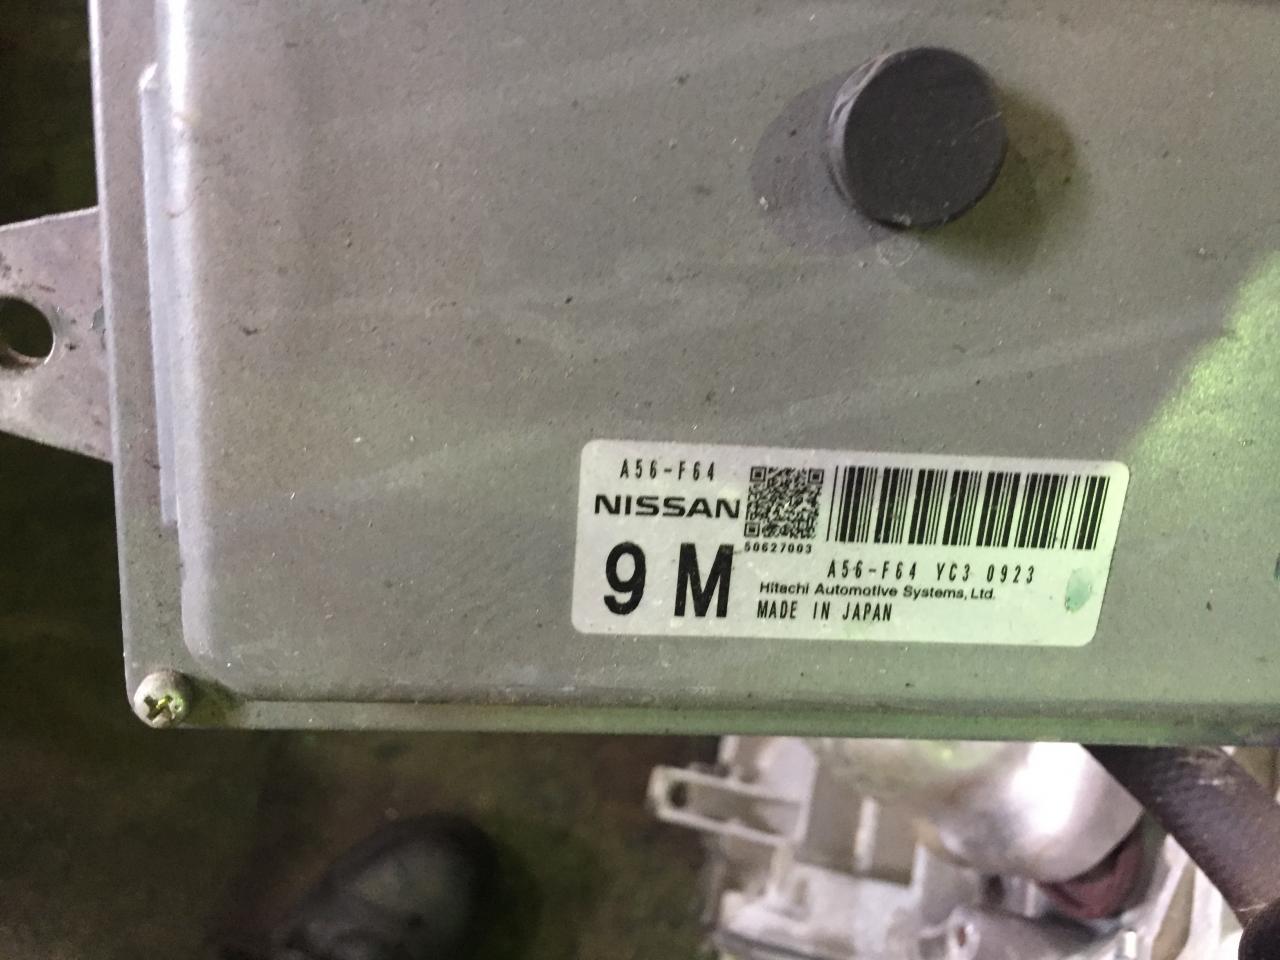 A56-F64
NISSAN
50627003
9 M
A56-F64 YC3 0923
Hitachi Automotive Systems, Ltd.
MADE IN JAPAN